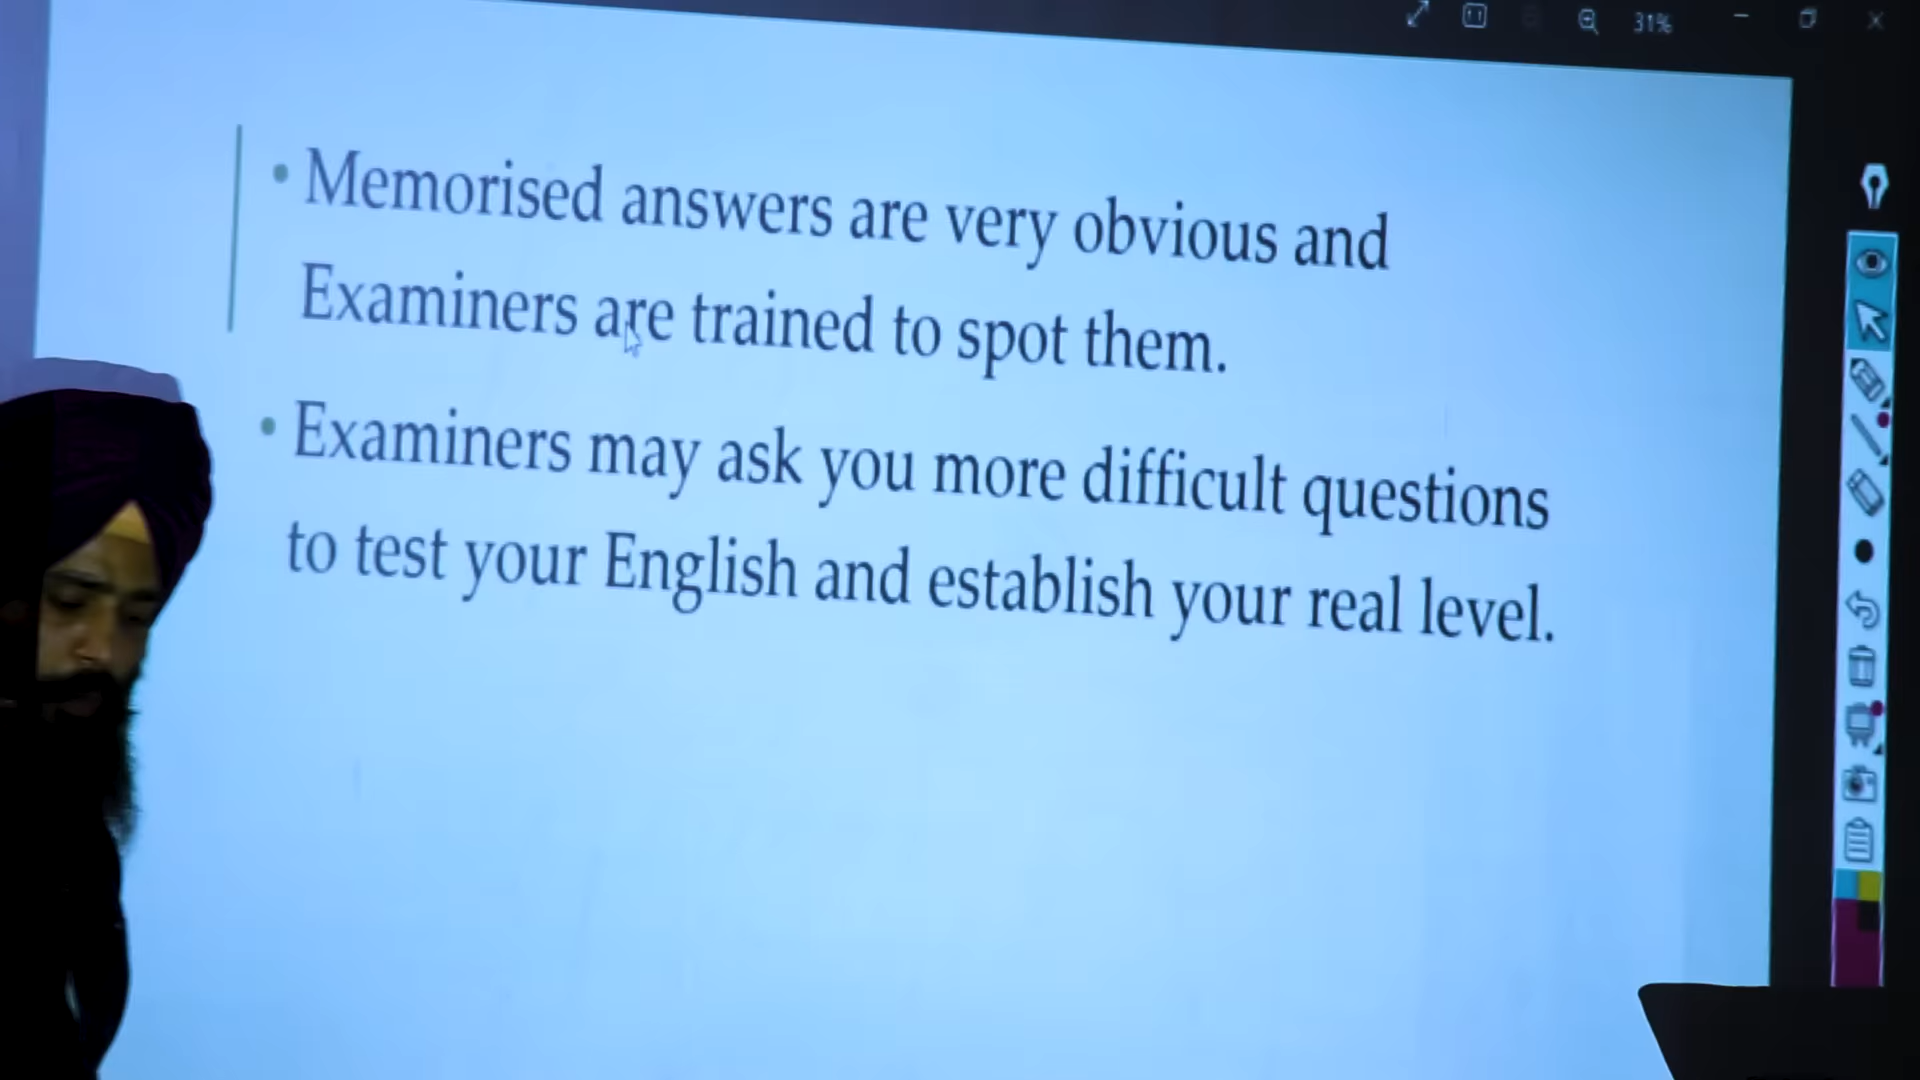 31%
• Memorised answers are very obvious and
Examiners are trained to spot them.
• Examiners may ask you more difficult questions
to test your English and establish your real level.